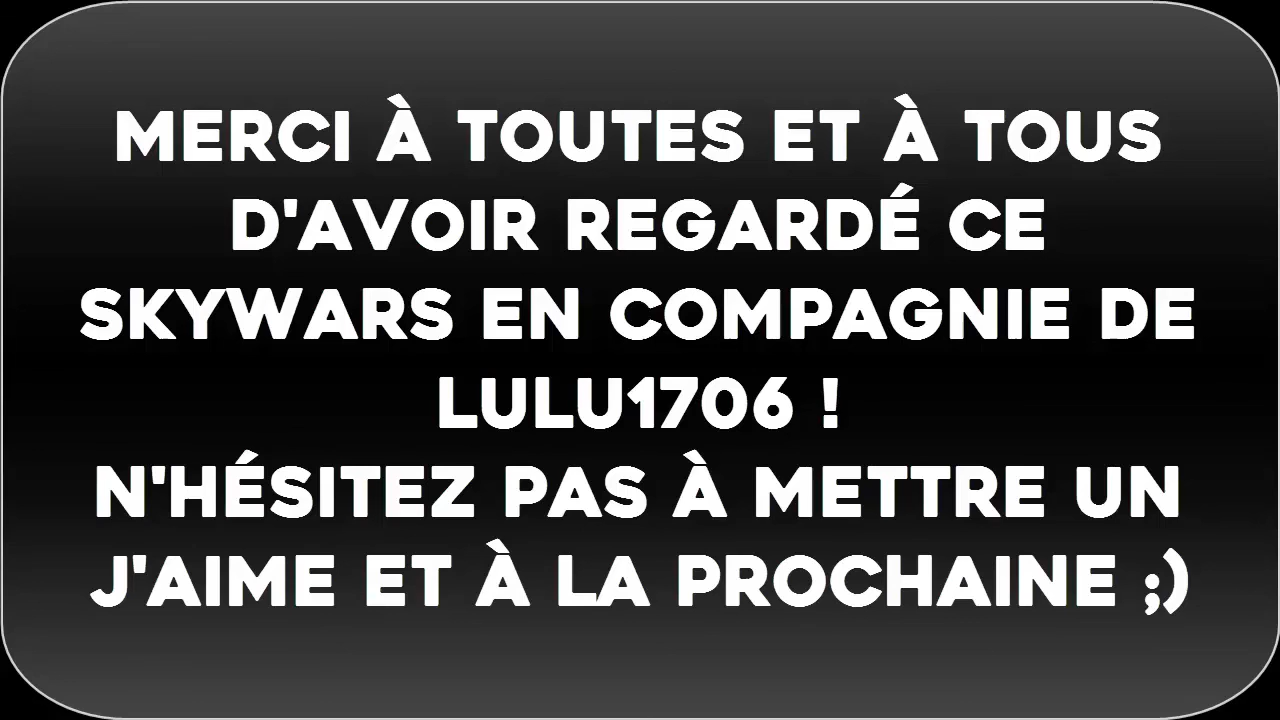 MERCI À TOUTES ET À TOUS
D'AVOIR REGARDÉ CE
SKYWARS EN COMPAGNIE DE
LULU1706 !
N'HÉSITEZ PAS À METTRE UN
J'AIME ET À LA PROCHAINE ;)